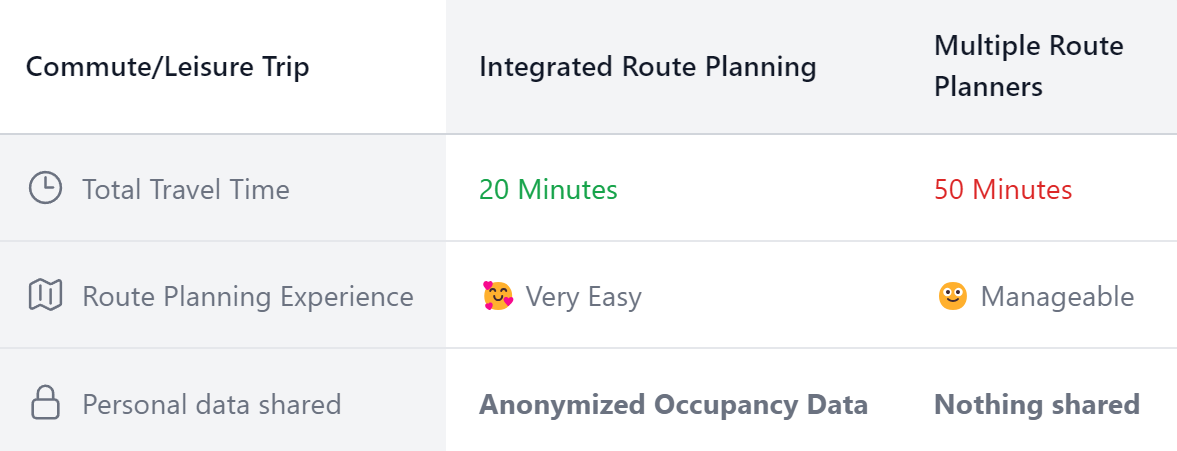 Commute/Leisure Trip
Integrated Route Planning
Multiple Route
Planners
Total Travel Time
20 Minutes
50 Minutes
Route Planning Experience
Very Easy
Manageable
Personal data shared
Anonymized Occupancy Data
Nothing shared